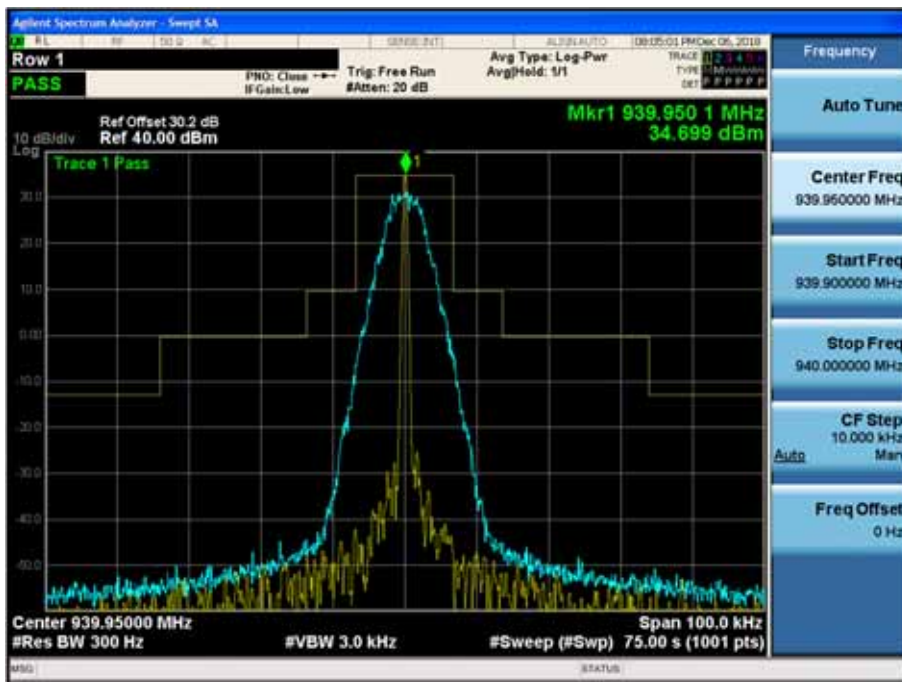 Agilent Spectrum Analyzer - Swept SA
RL RF 50 Ω AC SENSE:INT ALIGN AUTO 08:05:01 PM Dec 06, 2018
Row 1
PASS
PNO: Close
IFGain:Low
Trig: Free Run
#Atten: 20 dB
Avg Type: Log-Pwr
Avg|Hold: 1/1
TRACE
TYPE
DET P P P P P P
Mkr1 939.950 1 MHz
34.699 dBm
Ref Offset 30.2 dB
10 dB/div Ref 40.00 dBm
Log
Trace 1 Pass
1
30.0
20.0
10.0
0.00
-10.0
-20.0
-30.0
-40.0
-50.0
Center 939.95000 MHz Span 100.0 kHz
#Res BW 300 Hz #VBW 3.0 kHz #Sweep (#Swp) 75.00 s (1001 pts)
MSG STATUS
Frequency
Auto Tune
Center Freq
939.950000 MHz
Start Freq
939.900000 MHz
Stop Freq
940.000000 MHz
CF Step
10.000 kHz
Auto Man
Freq Offset
0 Hz